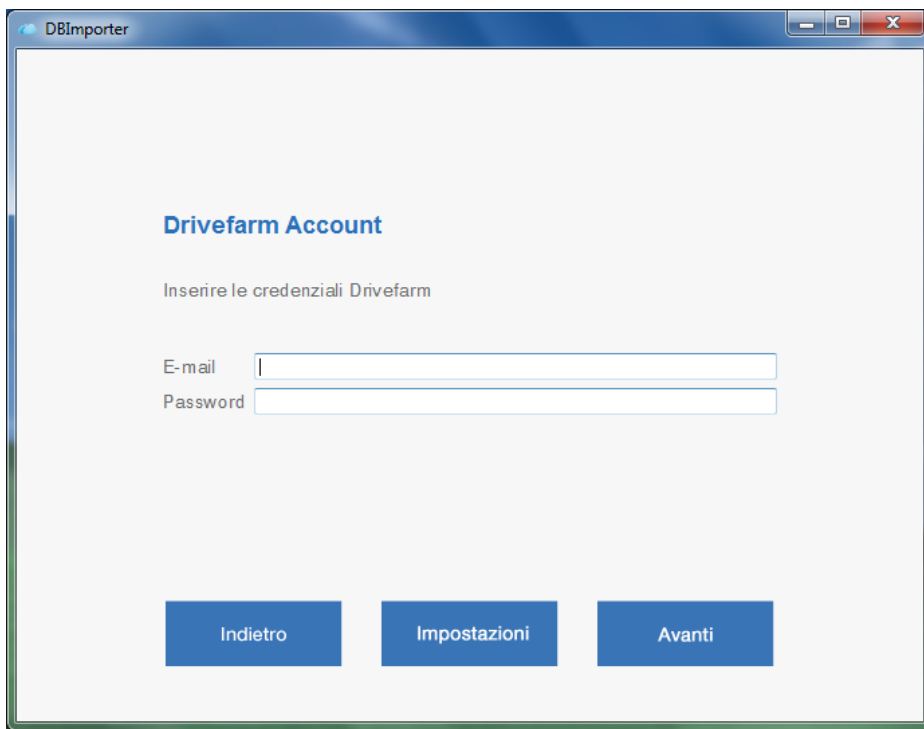 DBImporter
Drivefarm Account
Inserire le credenziali Drivefarm
E-mail
Password
Indietro Impostazioni Avanti